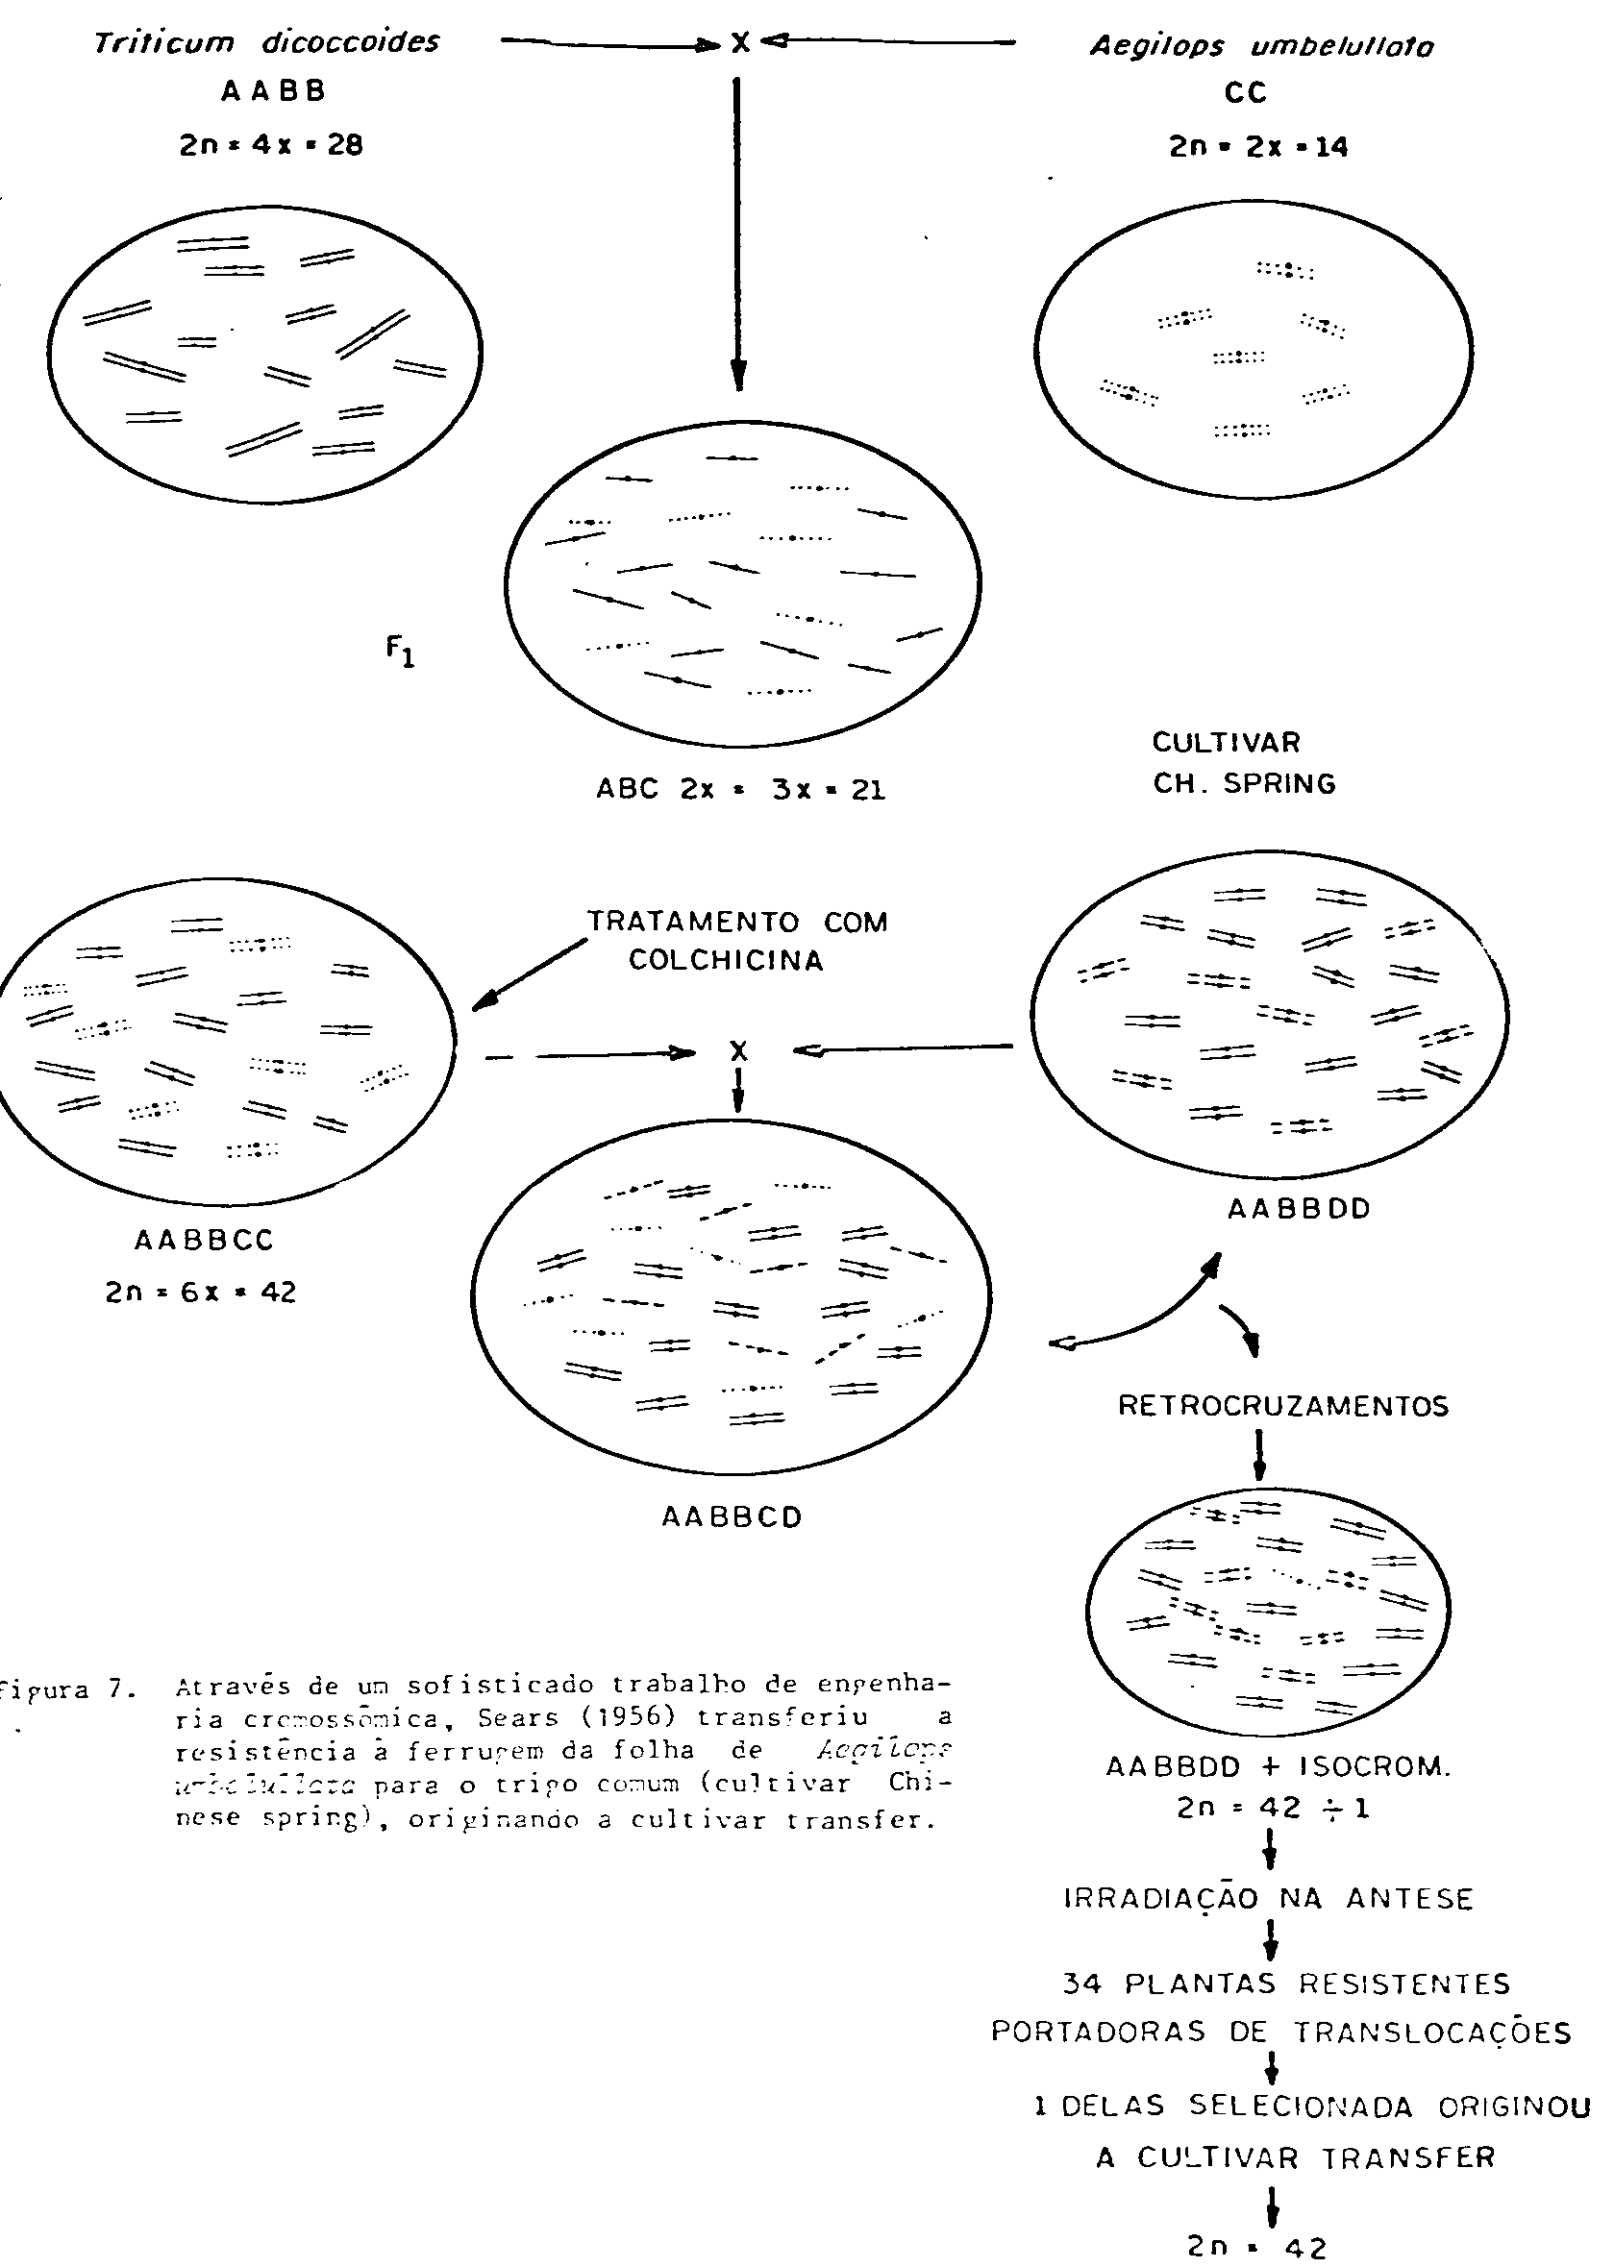 Triticum dicoccoides X Aegilops umbelullata
AABB CC
2n = 4x = 28 2n = 2x = 14
F1
ABC 2x = 3x = 21
CULTIVAR
CH. SPRING
TRATAMENTO COM
COLCHICINA
X
AABBDD
AABBCC
2n = 6x = 42
RETROCRUZAMENTOS
AABBCD
AABBDD + ISOCROM.
2n = 42 ÷ 1
IRRADIAÇÃO NA ANTESE
34 PLANTAS RESISTENTES
PORTADORAS DE TRANSLOCAÇÕES
1 DELAS SELECIONADA ORIGINOU
A CULTIVAR TRANSFER
2n = 42
Figura 7. Através de um sofisticado trabalho de engenha-
ria cromossômica, Sears (1956) transferiu a
resistência à ferrugem da folha de Aegilops
umbelullata para o trigo comum (cultivar Chi-
nese spring), originando a cultivar transfer.